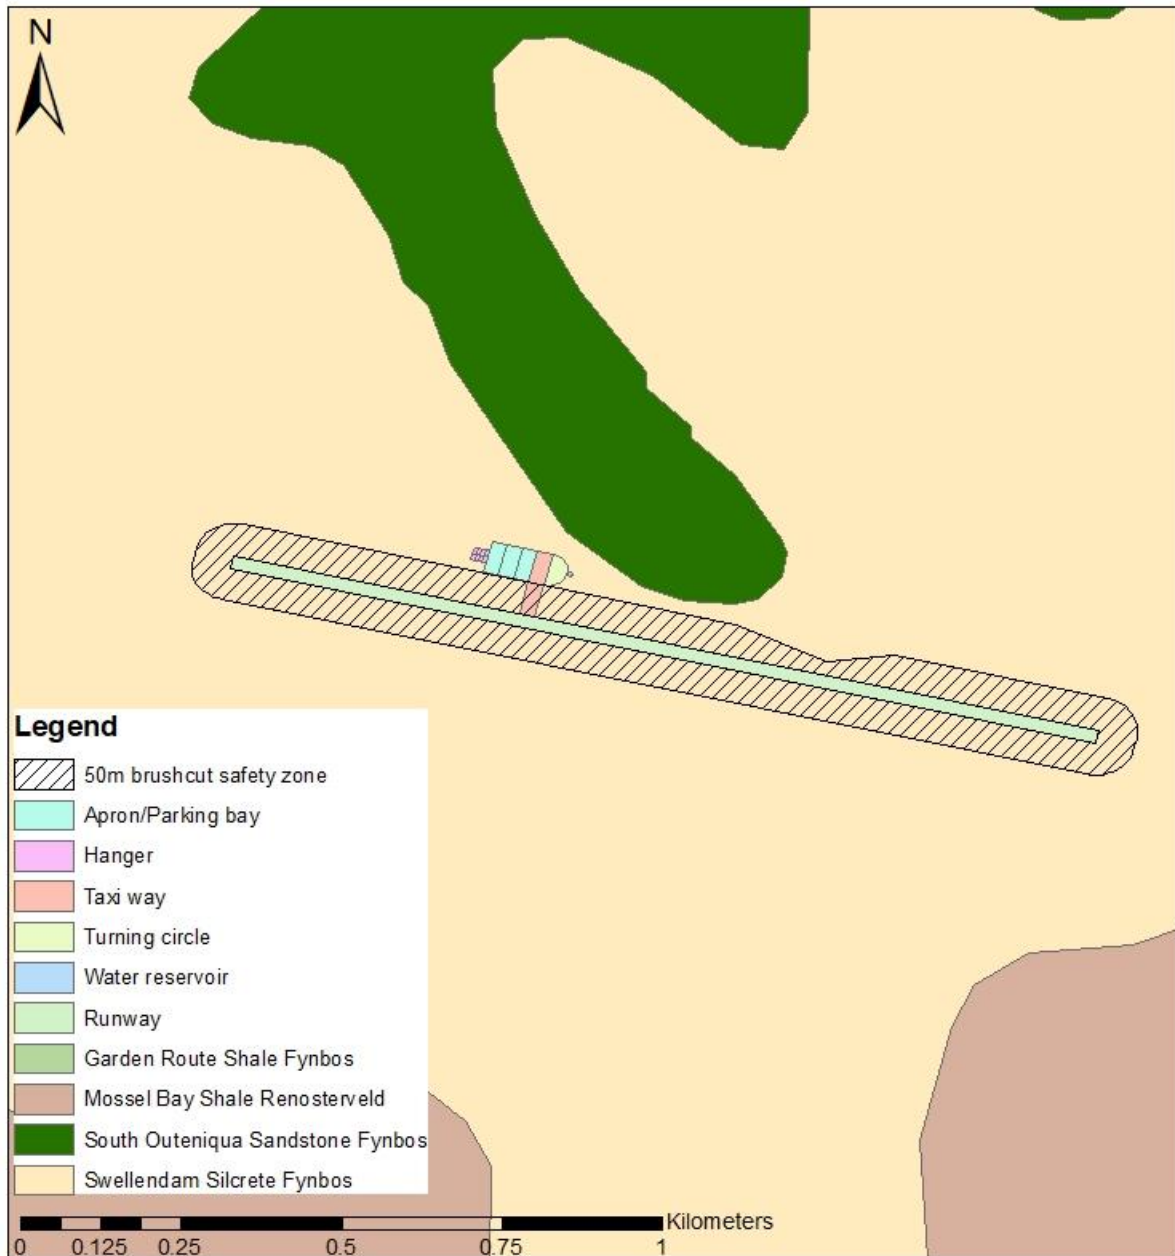 N
Legend
50m brushcut safety zone
Apron/Parking bay
Hanger
Taxi way
Turning circle
Water reservoir
Runway
Garden Route Shale Fynbos
Mossel Bay Shale Renosterveld
South Outeniqua Sandstone Fynbos
Swellendam Silcrete Fynbos
Kilometers
0 0.125 0.25 0.5 0.75 1